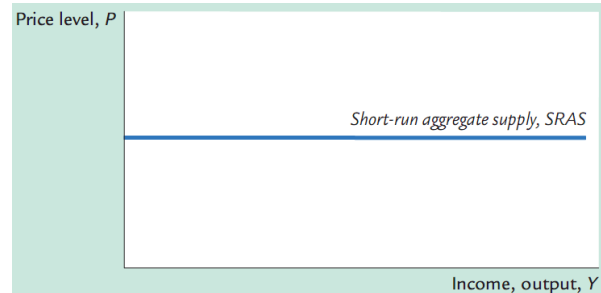 Price level, P
Short-run aggregate supply, SRAS
Income, output, Y